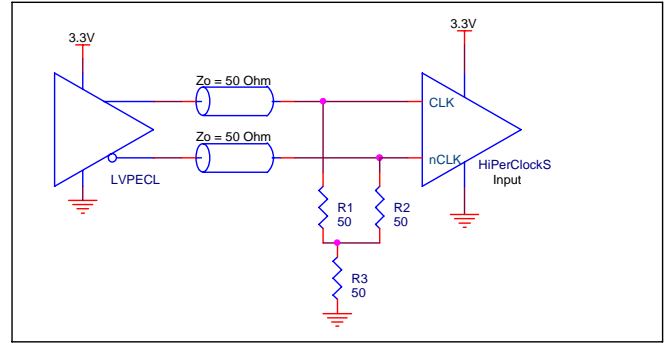 3.3V
3.3V
Zo = 50 Ohm
CLK
Zo = 50 Ohm
nCLK
LVPECL
HiPerClockS
Input
R1
50
R2
50
R3
50